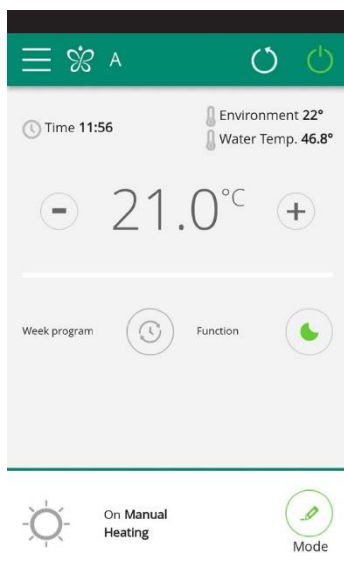 A
Time 11:56
Environment 22°
Water Temp. 46.8°
- 21.0°C +
Week program
Function
On Manual
Heating
Mode